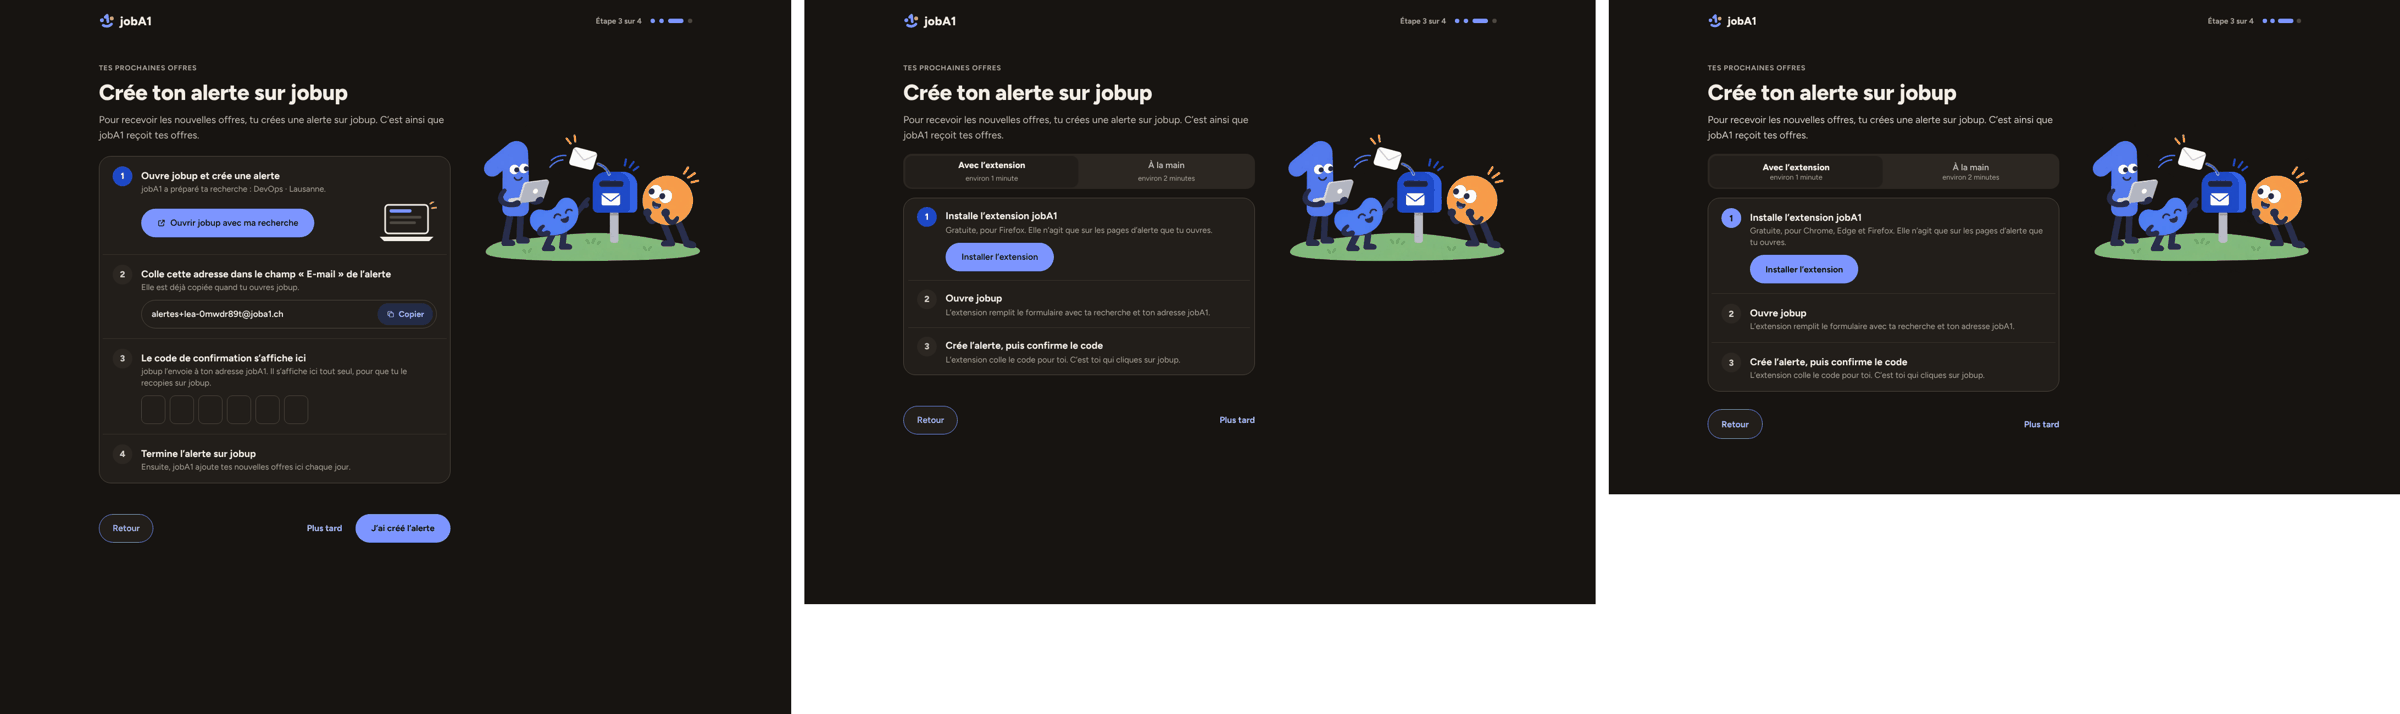 jobA1
Étape 3 sur 4
TES PROCHAINES OFFRES
Crée ton alerte sur jobup
Pour recevoir les nouvelles offres, tu crées une alerte sur jobup. C'est ainsi que
jobA1 reçoit tes offres.
1
Ouvre jobup et crée une alerte
jobA1 a préparé ta recherche : DevOps · Lausanne.
Ouvrir jobup avec ma recherche
2
Colle cette adresse dans le champ « E-mail » de l'alerte
Elle est déjà copiée quand tu ouvres jobup.
alertes+lea-0mwdr89t@joba1.ch
Copier
3
Le code de confirmation s'affiche ici
jobup l'envoie à ton adresse jobA1. Il s'affiche ici tout seul, pour que tu le
recopies sur jobup.
4
Termine l'alerte sur jobup
Ensuite, jobA1 ajoute tes nouvelles offres ici chaque jour.
Retour
Plus tard
J'ai créé l'alerte
jobA1
Étape 3 sur 4
TES PROCHAINES OFFRES
Crée ton alerte sur jobup
Pour recevoir les nouvelles offres, tu crées une alerte sur jobup. C'est ainsi que
jobA1 reçoit tes offres.
Avec l'extension
environ 1 minute
À la main
environ 2 minutes
1
Installe l'extension jobA1
Gratuite, pour Firefox. Elle n'agit que sur les pages d'alerte que tu ouvres.
Installer l'extension
2
Ouvre jobup
L'extension remplit le formulaire avec ta recherche et ton adresse jobA1.
3
Crée l'alerte, puis confirme le code
L'extension colle le code pour toi. C'est toi qui cliques sur jobup.
Retour
Plus tard
jobA1
Étape 3 sur 4
TES PROCHAINES OFFRES
Crée ton alerte sur jobup
Pour recevoir les nouvelles offres, tu crées une alerte sur jobup. C'est ainsi que
jobA1 reçoit tes offres.
Avec l'extension
environ 1 minute
À la main
environ 2 minutes
1
Installe l'extension jobA1
Gratuite, pour Chrome, Edge et Firefox. Elle n'agit que sur les pages d'alerte que
tu ouvres.
Installer l'extension
2
Ouvre jobup
L'extension remplit le formulaire avec ta recherche et ton adresse jobA1.
3
Crée l'alerte, puis confirme le code
L'extension colle le code pour toi. C'est toi qui cliques sur jobup.
Retour
Plus tard